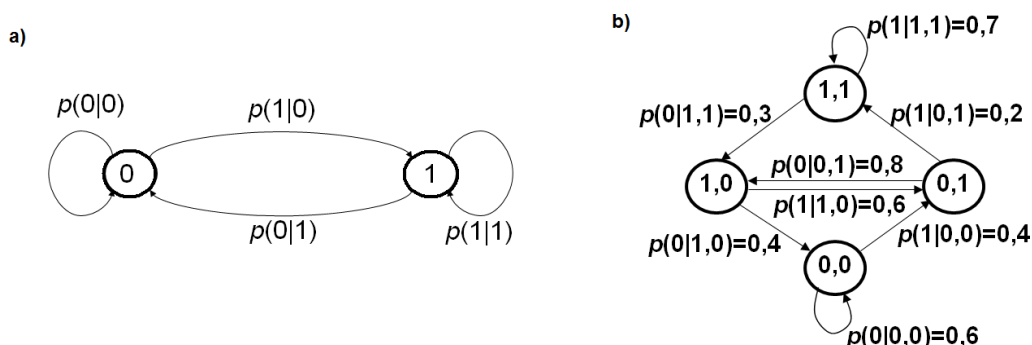 a)
p(0|0)
p(1|0)
0
1
p(0|1)
p(1|1)
b)
p(1|1,1)=0,7
1,1
p(0|1,1)=0,3
p(1|0,1)=0,2
p(0|0,1)=0,8
1,0
0,1
p(1|1,0)=0,6
p(0|1,0)=0,4
p(1|0,0)=0,4
0,0
p(0|0,0)=0,6